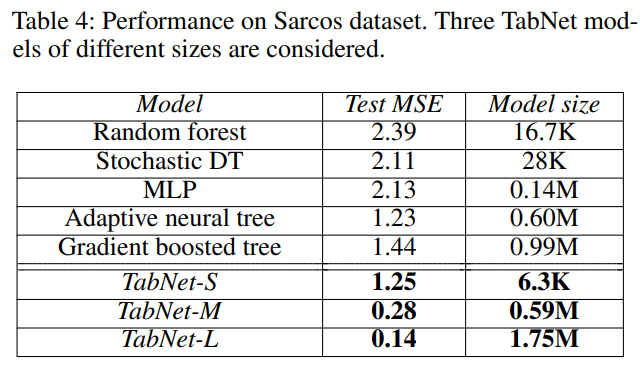 Table 4: Performance on Sarcos dataset. Three TabNet mod-
els of different sizes are considered.
Model Test MSE Model size
Random forest 2.39 16.7K
Stochastic DT 2.11 28K
MLP 2.13 0.14M
Adaptive neural tree 1.23 0.60M
Gradient boosted tree 1.44 0.99M
TabNet-S 1.25 6.3K
TabNet-M 0.28 0.59M
TabNet-L 0.14 1.75M